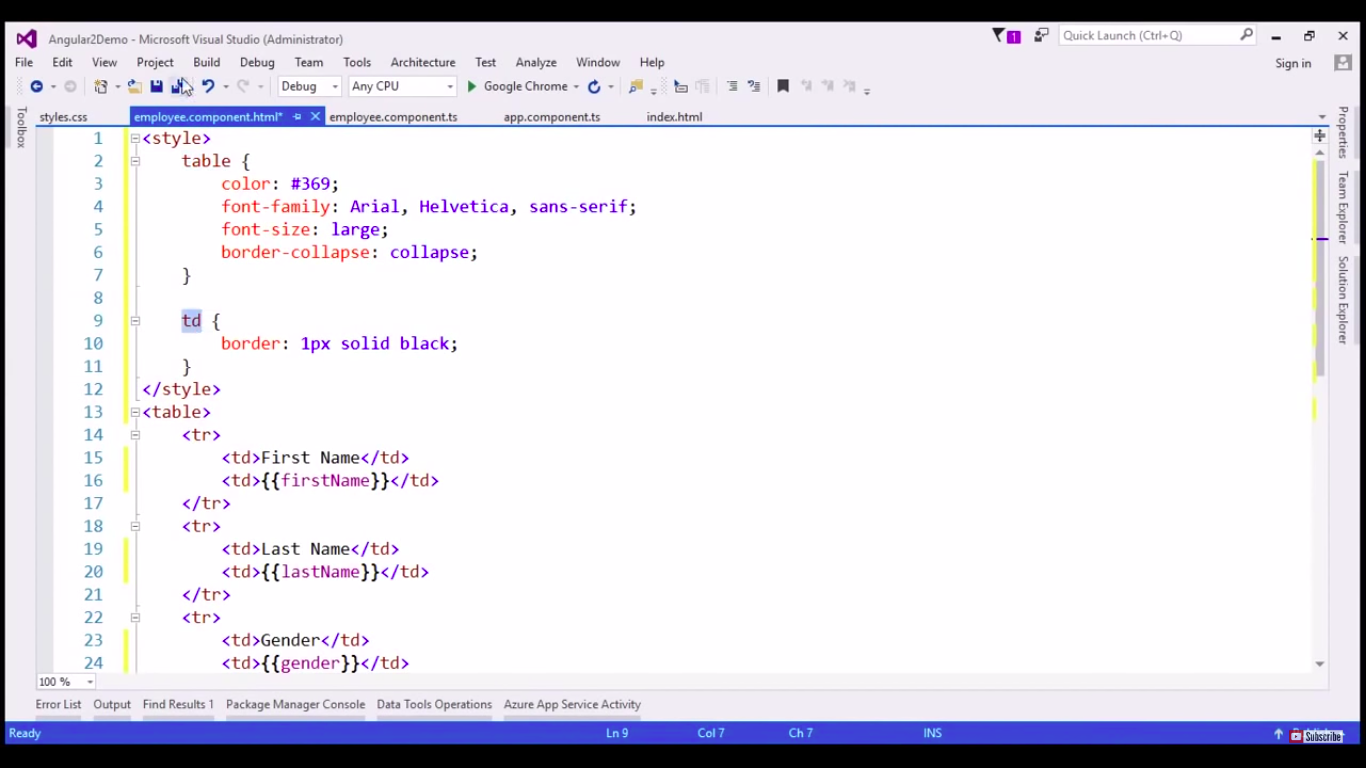 Angular2Demo - Microsoft Visual Studio (Administrator)
1
Quick Launch (Ctrl+Q)
File Edit View Project Build Debug Team Tools Architecture Test Analyze Window Help
Sign in
Debug Any CPU Google Chrome
styles.css employee.component.html* employee.component.ts app.component.ts index.html
Toolbox
Properties
Team Explorer
Solution Explorer
1 <style>
2 table {
3 color: #369;
4 font-family: Arial, Helvetica, sans-serif;
5 font-size: large;
6 border-collapse: collapse;
7 }
8
9 td {
10 border: 1px solid black;
11 }
12 </style>
13 <table>
14 <tr>
15 <td>First Name</td>
16 <td>{{firstName}}</td>
17 </tr>
18 <tr>
19 <td>Last Name</td>
20 <td>{{lastName}}</td>
21 </tr>
22 <tr>
23 <td>Gender</td>
24 <td>{{gender}}</td>
100 %
Error List Output Find Results 1 Package Manager Console Data Tools Operations Azure App Service Activity
Ready Ln 9 Col 7 Ch 7 INS
Subscribe